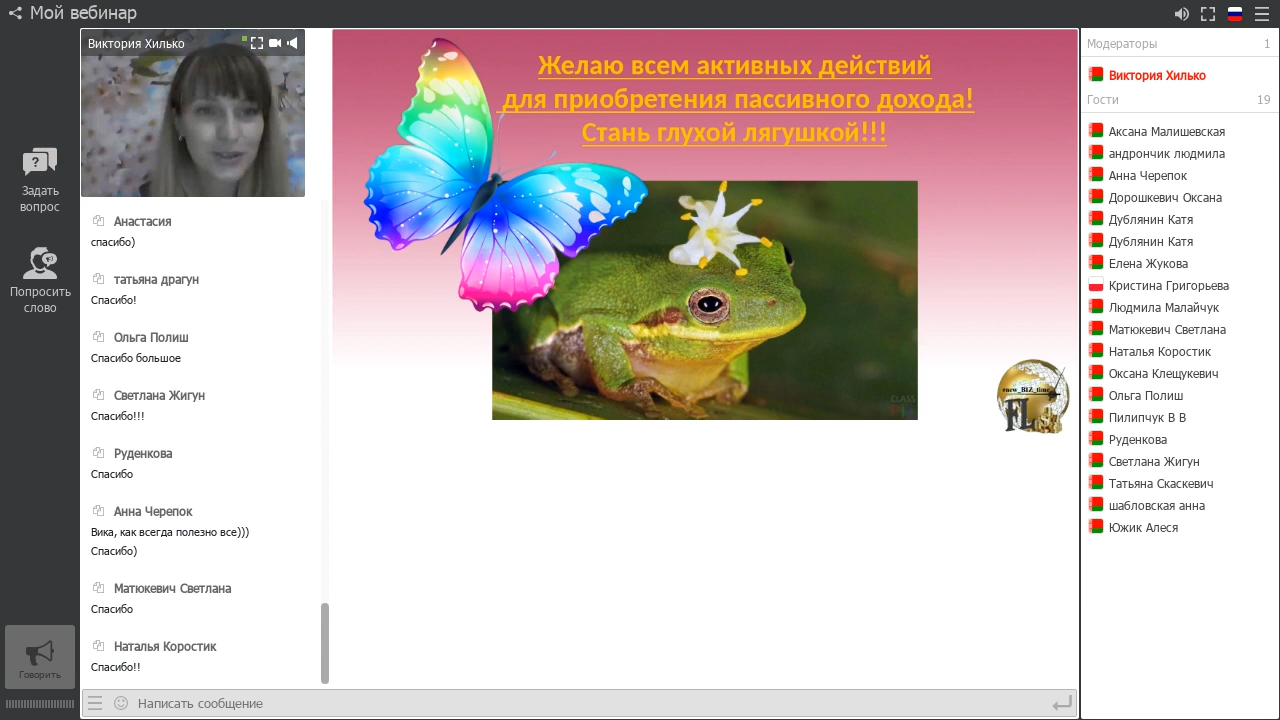 Мой вебинар
Виктория Хилько
Задать
вопрос
Попросить
слово
Говорить
Анастасия
спасибо)
татьяна драгун
Спасибо!
Ольга Полиш
Спасибо большое
Светлана Жигун
Спасибо!!!
Руденкова
Спасибо
Анна Черепок
Вика, как всегда полезно все)))
Спасибо)
Матюкевич Светлана
Спасибо
Наталья Коростик
Спасибо!!
Написать сообщение
Желаю всем активных действий
для приобретения пассивного дохода!
Стань глухой лягушкой!!!
CLASS
#new_BIZ_time
FL
Модераторы 1
Виктория Хилько
Гости 19
Аксана Малишевская
андрончик людмила
Анна Черепок
Дорошкевич Оксана
Дублянин Катя
Дублянин Катя
Елена Жукова
Кристина Григорьева
Людмила Малайчук
Матюкевич Светлана
Наталья Коростик
Оксана Клещукевич
Ольга Полиш
Пилипчук В В
Руденкова
Светлана Жигун
Татьяна Скаскевич
шабловская анна
Южик Алеся